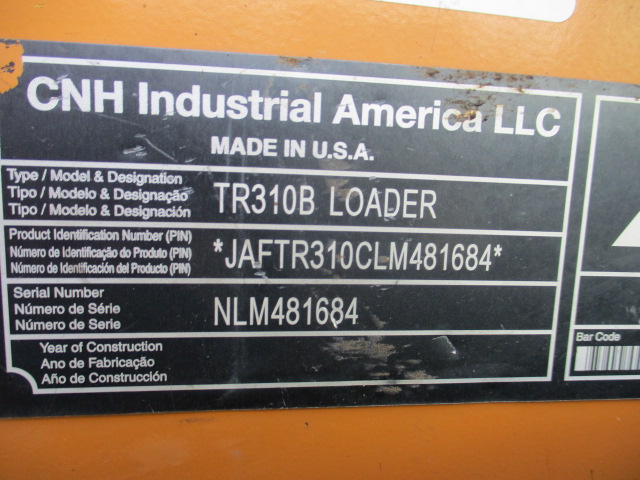 CNH Industrial America LLC
MADE IN U.S.A.
Type / Model & Designation
Tipo / Modelo & Designação
Tipo / Modelo & Designación
TR310B LOADER
Product Identification Number (PIN)
Número de Identificação do Produto (PIN)
Número de Identificación del Producto (PIN)
*JAFTR310CLM481684*
Serial Number
Número de Série
Número de Serie
NLM481684
Year of Construction
Ano de Fabricação
Año de Construcción
Bar Code